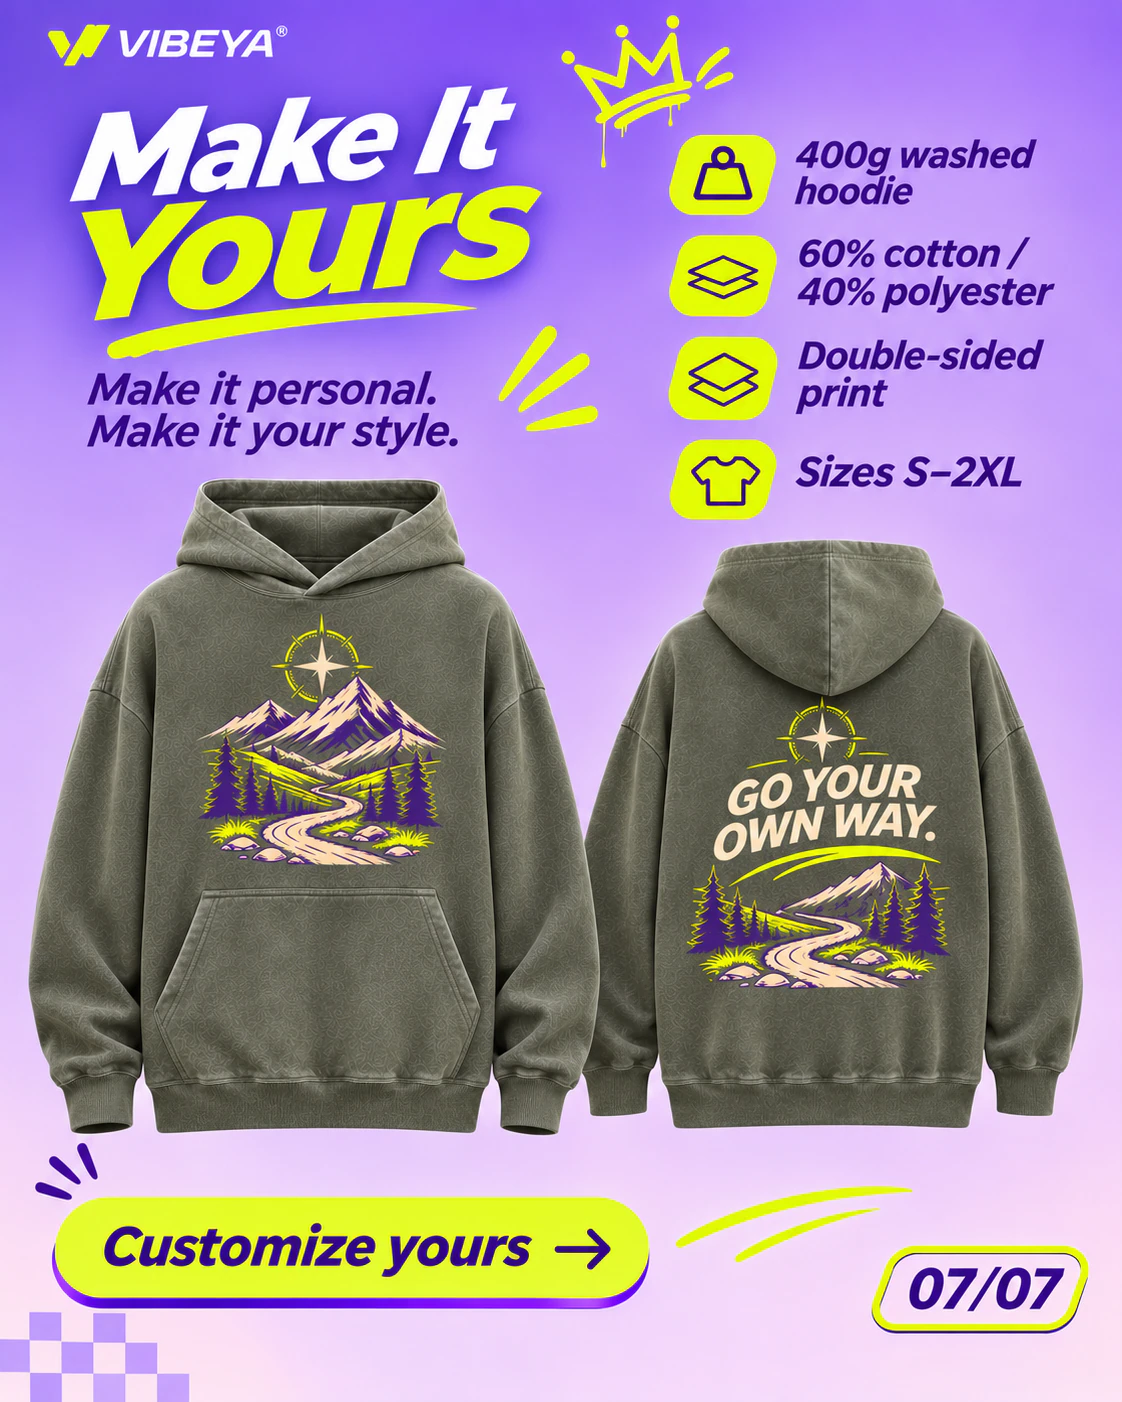 VIBEYA®
Make It
Yours
Make it personal.
Make it your style.
400g washed
hoodie
60% cotton /
40% polyester
Double-sided
print
Sizes S–2XL
GO YOUR
OWN WAY.
Customize yours →
07/07